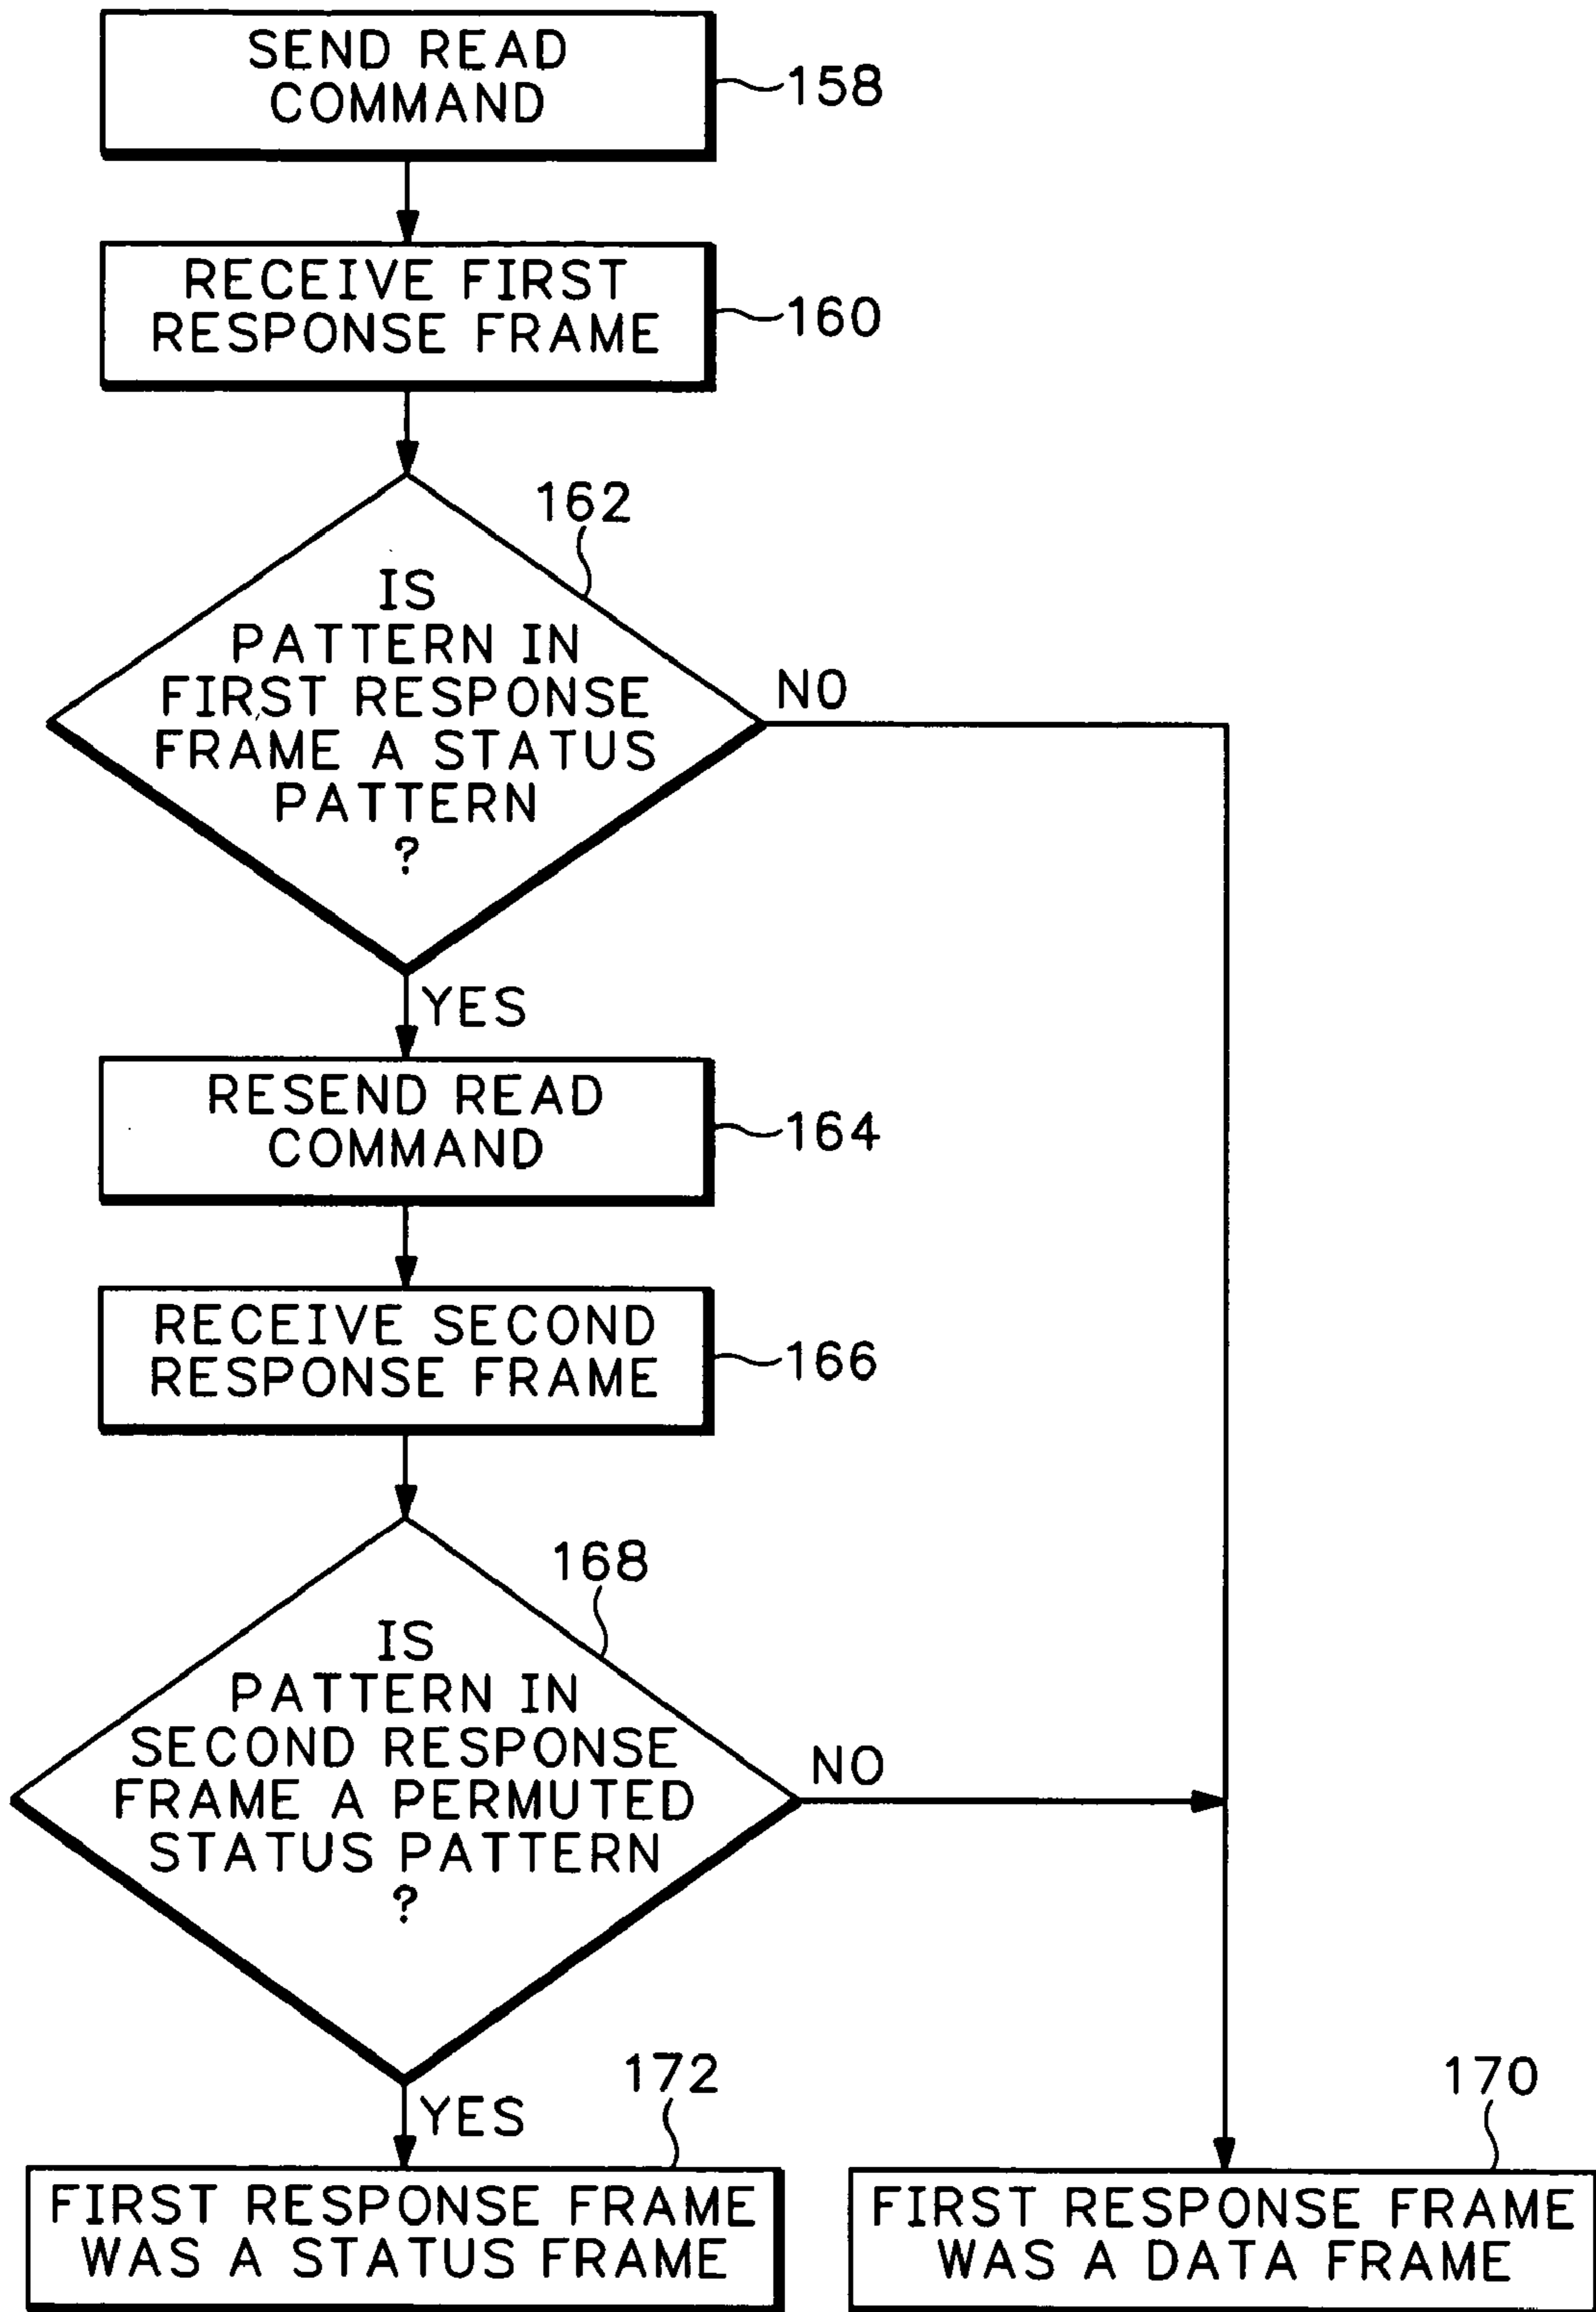 SEND READ
COMMAND
158
RECEIVE FIRST
RESPONSE FRAME
160
162
IS
PATTERN IN
FIRST RESPONSE
FRAME A STATUS
PATTERN
?
NO
YES
RESEND READ
COMMAND
164
RECEIVE SECOND
RESPONSE FRAME
166
168
IS
PATTERN IN
SECOND RESPONSE
FRAME A PERMUTED
STATUS PATTERN
?
NO
YES
172
FIRST RESPONSE FRAME
WAS A STATUS FRAME
170
FIRST RESPONSE FRAME
WAS A DATA FRAME